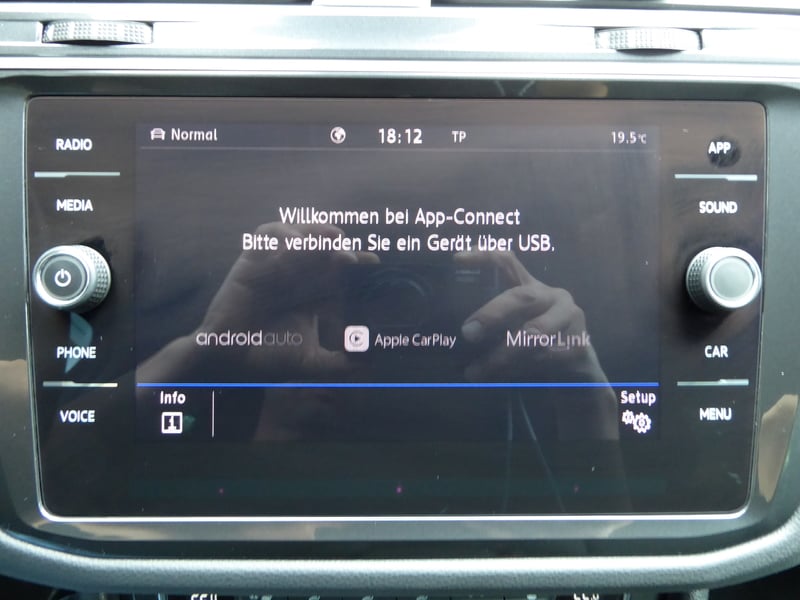 RADIO
MEDIA
PHONE
VOICE
Normal
18:12
TP
19.5°C
Willkommen bei App-Connect
Bitte verbinden Sie ein Gerät über USB.
androidauto
Apple CarPlay
MirrorLink
Info
Setup
APP
SOUND
CAR
MENU